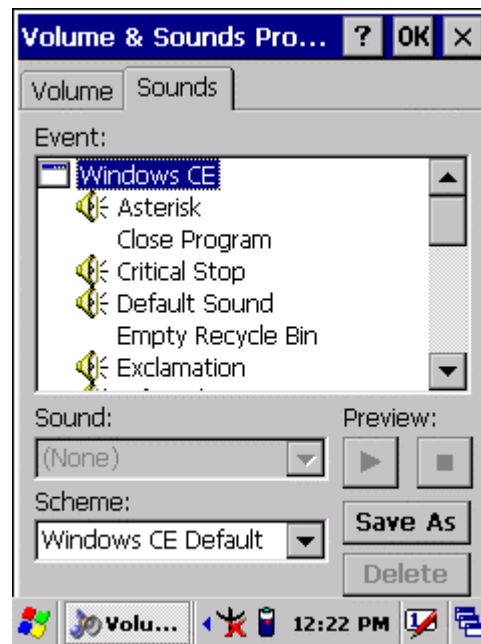 Volume & Sounds Pro... ? OK ×
Volume Sounds
Event:
Windows CE
Asterisk
Close Program
Critical Stop
Default Sound
Empty Recycle Bin
Exclamation
Sound:
Preview:
(None)
Scheme:
Save As
Windows CE Default
Delete
Volu... 12:22 PM